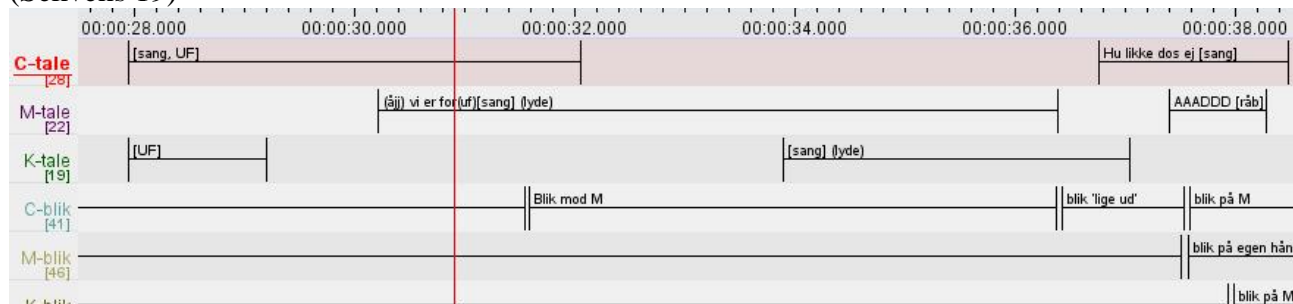 (Sekvens 19)
00:00:28.000 00:00:30.000 00:00:32.000 00:00:34.000 00:00:36.000 00:00:38.000
C-tale [28] [sang, UF] Hu likke dos ej [sang]
M-tale [22] (åjj) vi er for(uf)[sang] (lyde) AAADDD [råb]
K-tale [19] [UF] [sang] (lyde)
C-blik [41] Blik mod M blik 'lige ud' blik på M
M-blik [46] blik på egen hån
K-blik blik på M